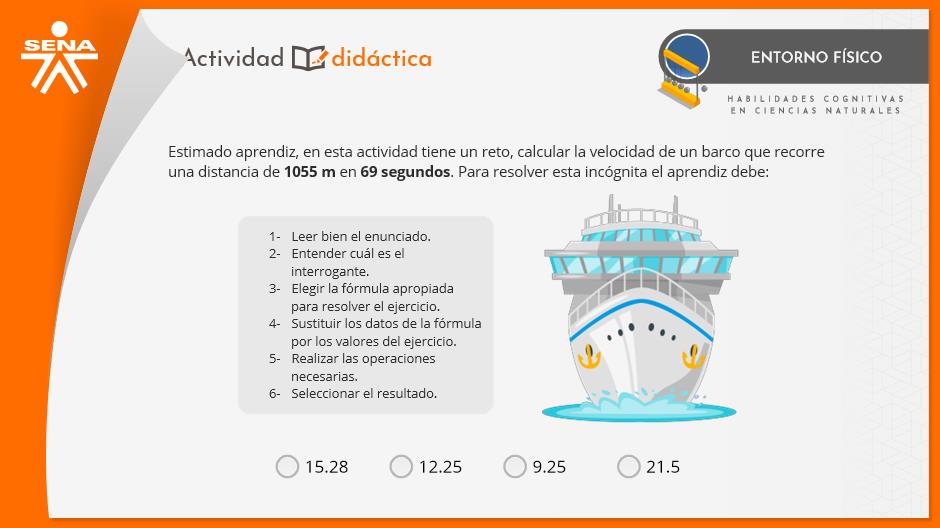 SENA
Actividad didáctica
ENTORNO FÍSICO
HABILIDADES COGNITIVAS
EN CIENCIAS NATURALES
Estimado aprendiz, en esta actividad tiene un reto, calcular la velocidad de un barco que recorre
una distancia de 1055 m en 69 segundos. Para resolver esta incógnita el aprendiz debe:
1- Leer bien el enunciado.
2- Entender cuál es el
interrogante.
3- Elegir la fórmula apropiada
para resolver el ejercicio.
4- Sustituir los datos de la fórmula
por los valores del ejercicio.
5- Realizar las operaciones
necesarias.
6- Seleccionar el resultado.
15.28 12.25 9.25 21.5